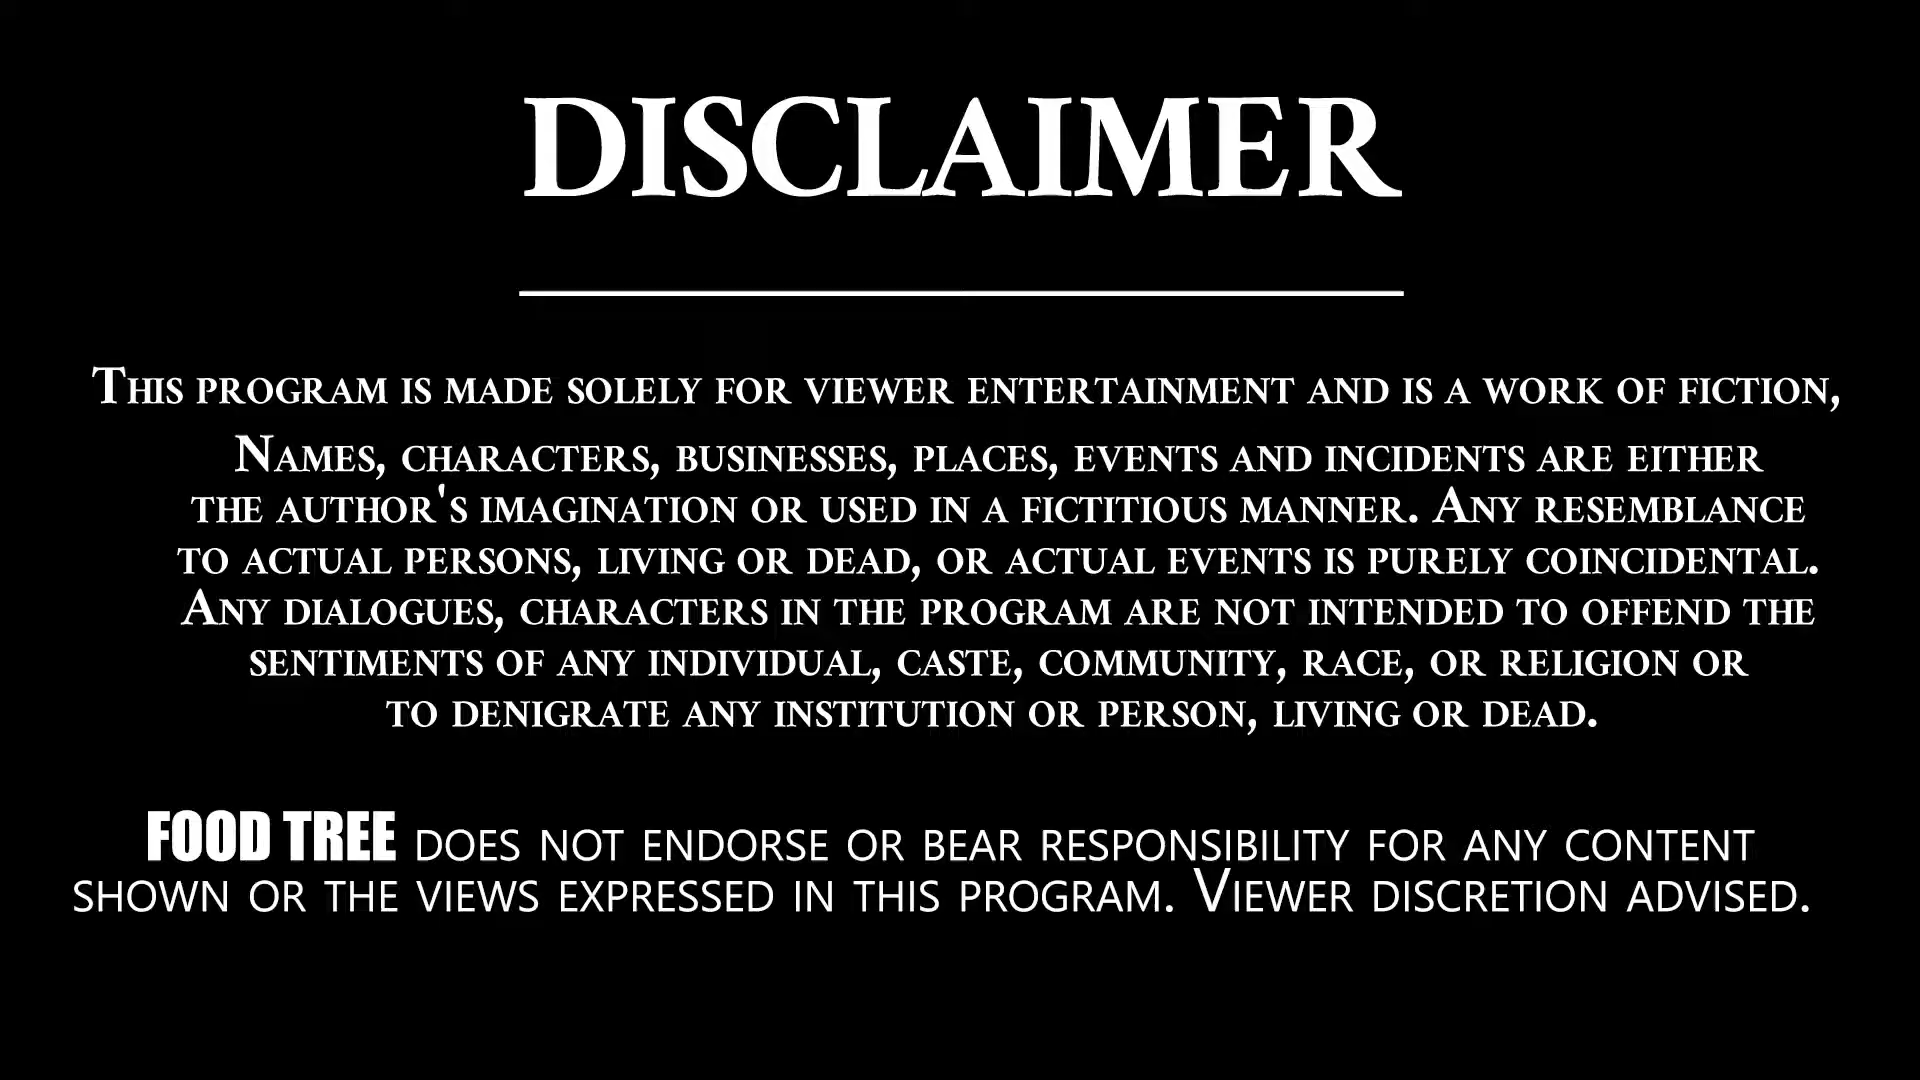 DISCLAIMER
This program is made solely for viewer entertainment and is a work of fiction,
Names, characters, businesses, places, events and incidents are either
the author's imagination or used in a fictitious manner. Any resemblance
to actual persons, living or dead, or actual events is purely coincidental.
Any dialogues, characters in the program are not intended to offend the
sentiments of any individual, caste, community, race, or religion or
to denigrate any institution or person, living or dead.
FOOD TREE does not endorse or bear responsibility for any content
shown or the views expressed in this program. Viewer discretion advised.